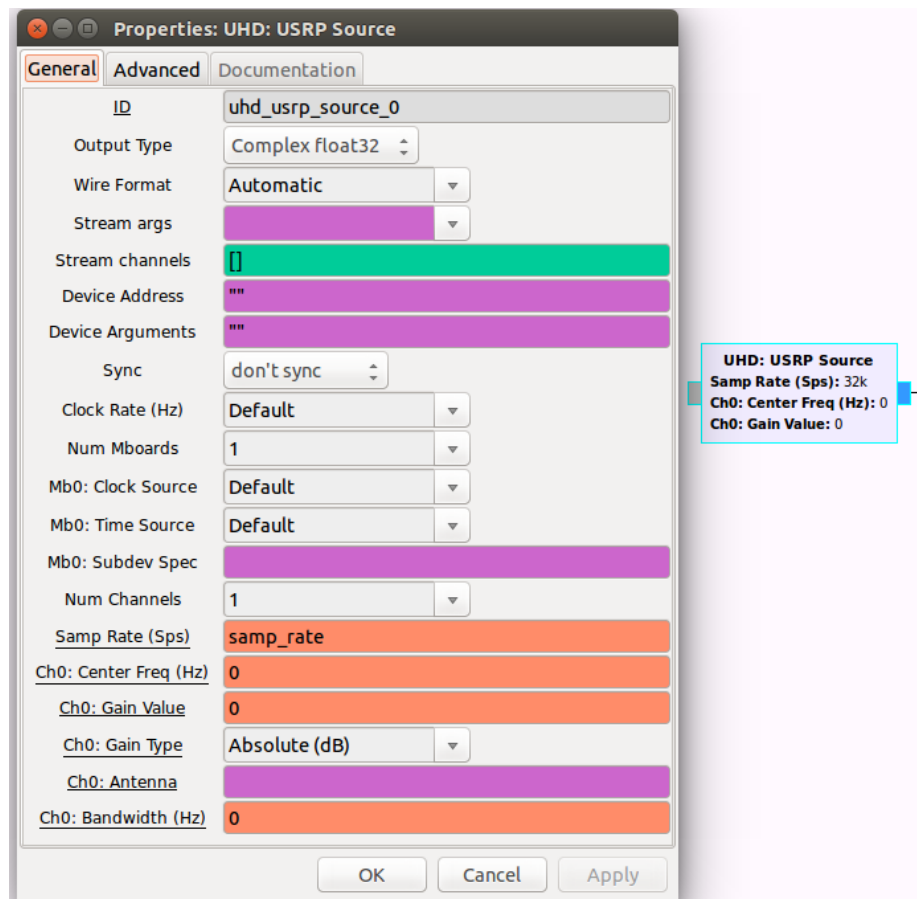 Properties: UHD: USRP Source
General Advanced Documentation
ID uhd_usrp_source_0
Output Type Complex float32
Wire Format Automatic
Stream args
Stream channels []
Device Address ""
Device Arguments ""
Sync don't sync
Clock Rate (Hz) Default
Num Mboards 1
Mb0: Clock Source Default
Mb0: Time Source Default
Mb0: Subdev Spec
Num Channels 1
Samp Rate (Sps) samp_rate
Ch0: Center Freq (Hz) 0
Ch0: Gain Value 0
Ch0: Gain Type Absolute (dB)
Ch0: Antenna
Ch0: Bandwidth (Hz) 0
OK Cancel Apply
UHD: USRP Source
Samp Rate (Sps): 32k
Ch0: Center Freq (Hz): 0
Ch0: Gain Value: 0